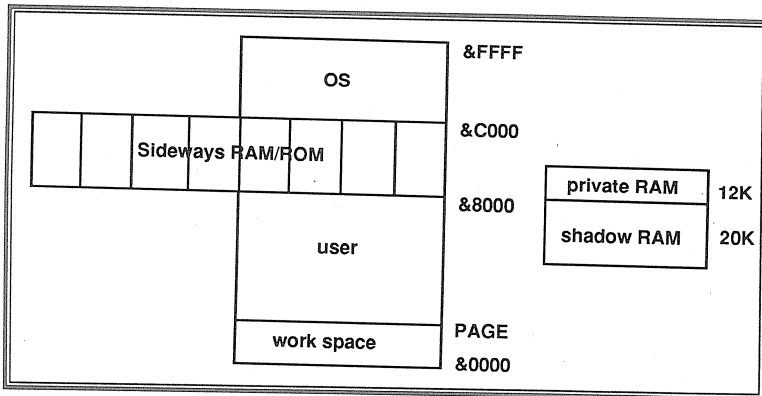 &FFFF
OS
&C000
Sideways RAM/ROM
private RAM
12K
&8000
shadow RAM
20K
user
PAGE
work space
&0000